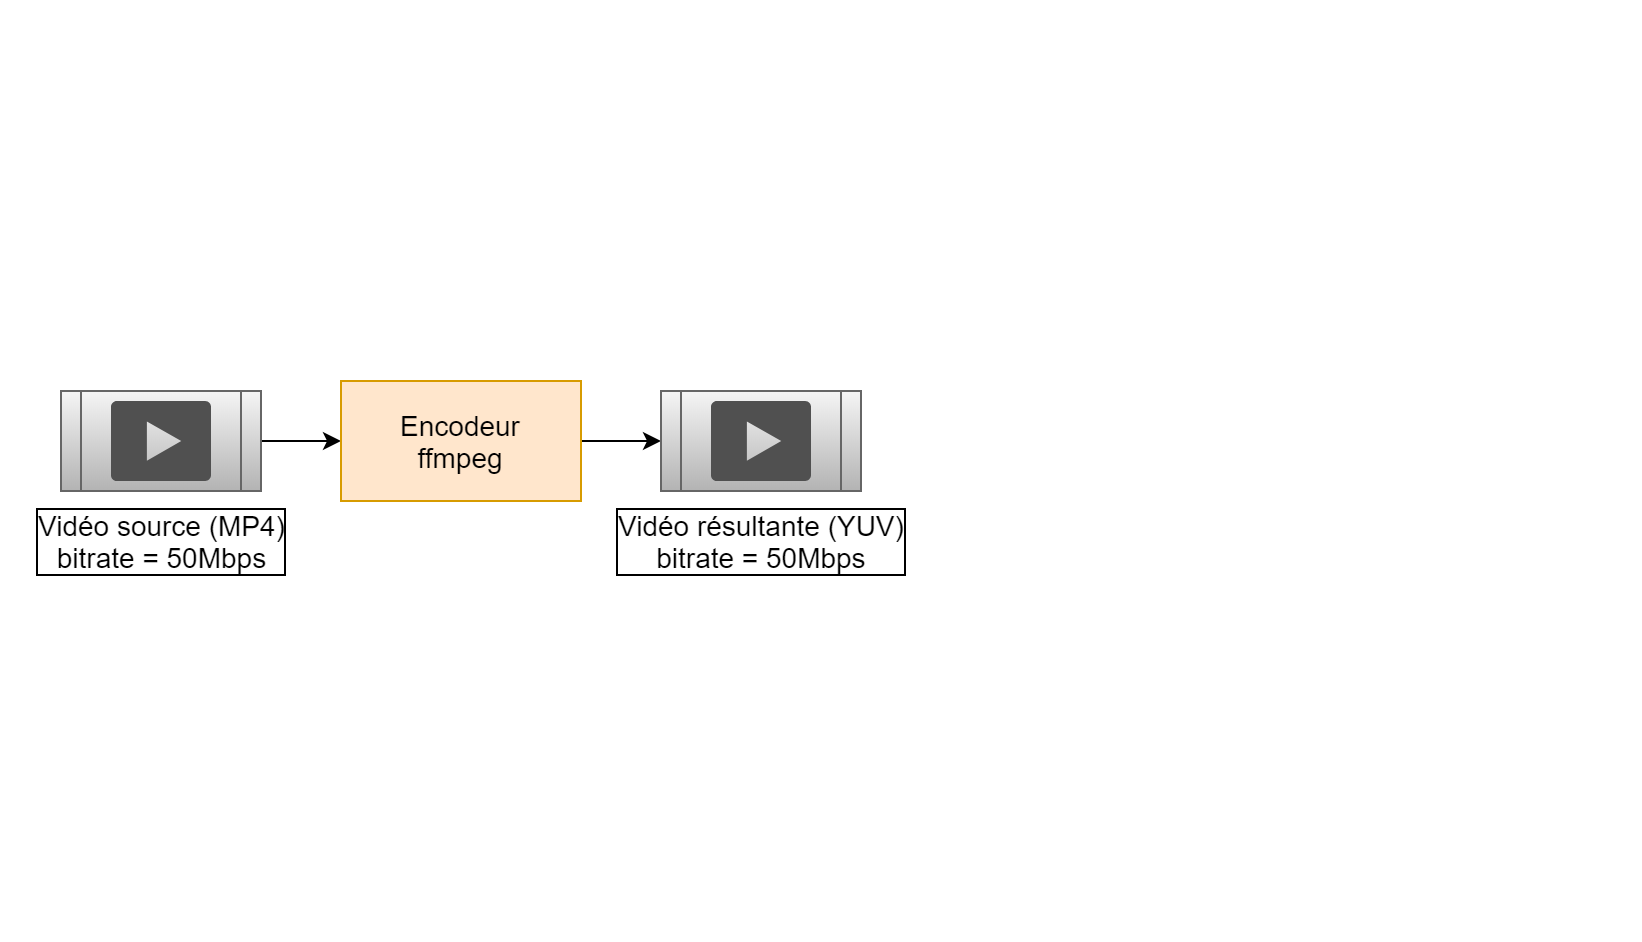 Encodeur
ffmpeg
Vidéo source (MP4)
bitrate = 50Mbps
Vidéo résultante (YUV)
bitrate = 50Mbps